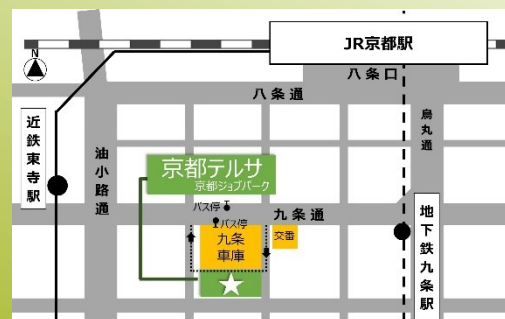 JR京都駅
N
八条口
八条通
近鉄東寺駅
油小路通
烏丸通
京都テルサ
京都ジョブパーク
バス停
九条通
バス停
九条
車庫
交番
地下鉄九条駅